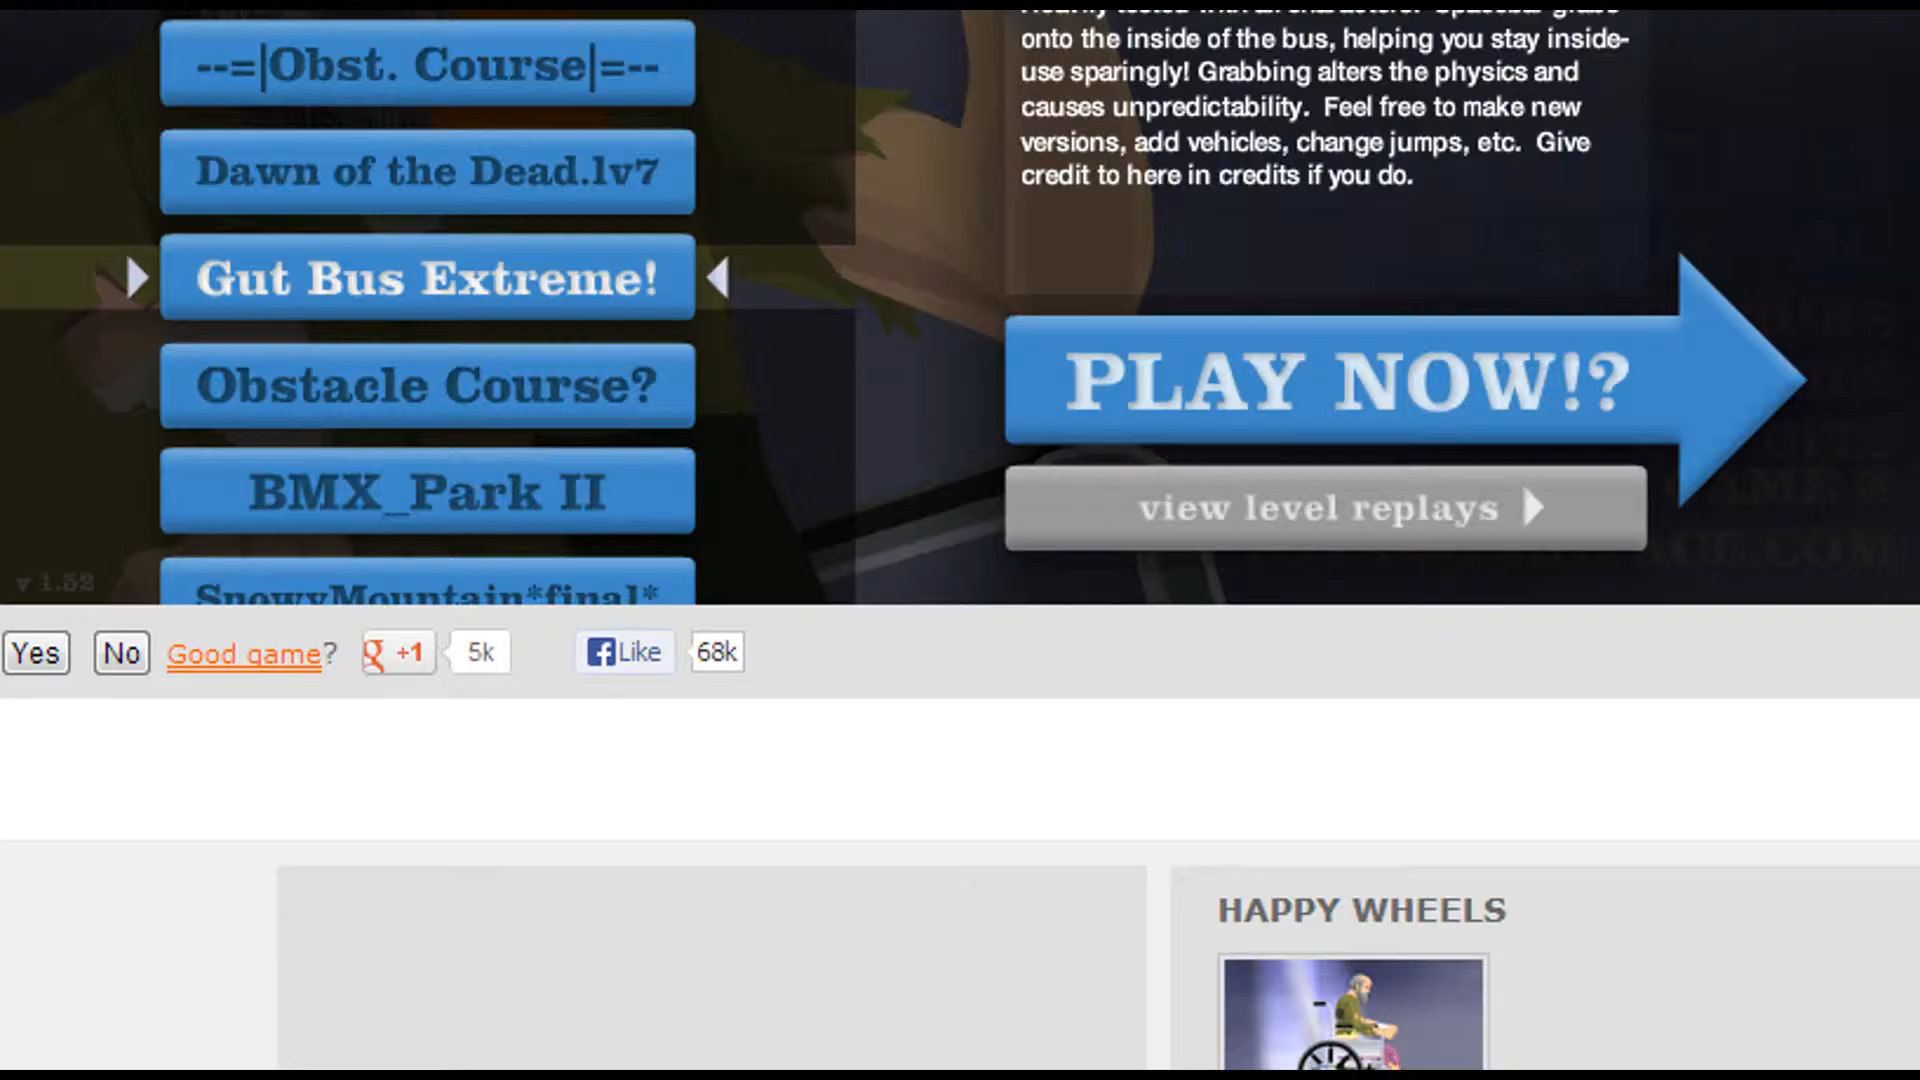 --=|Obst. Course|=--
Dawn of the Dead.lv7
Gut Bus Extreme!
Obstacle Course?
BMX_Park II
SnowyMountain*final*
v 1.52
onto the inside of the bus, helping you stay inside-
use sparingly! Grabbing alters the physics and
causes unpredictability. Feel free to make new
versions, add vehicles, change jumps, etc. Give
credit to here in credits if you do.
PLAY NOW!?
view level replays
Yes No Good game? g +1 5k Like 68k
HAPPY WHEELS